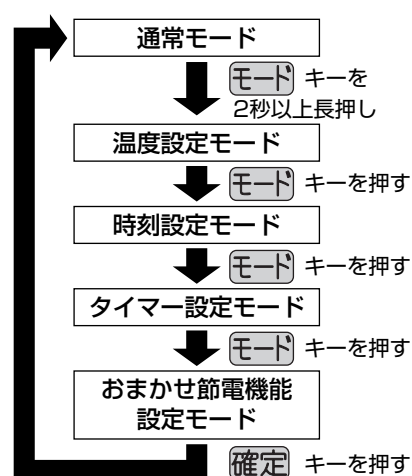 通常モード
モード キーを
2秒以上長押し
温度設定モード
モード キーを押す
時刻設定モード
モード キーを押す
タイマー設定モード
モード キーを押す
おまかせ節電機能
設定モード
確定 キーを押す